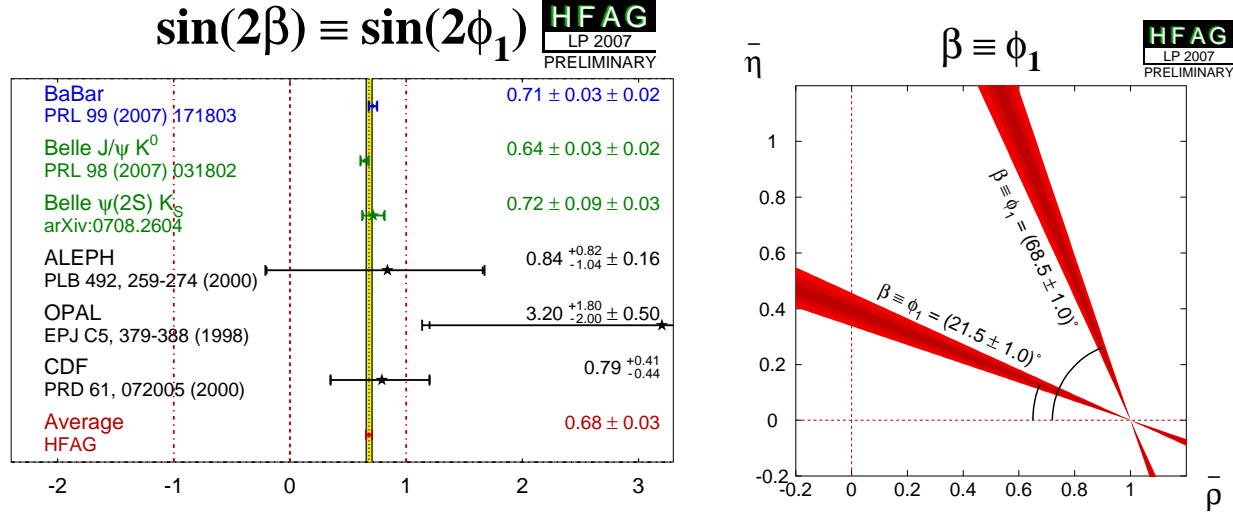 sin(2β) ≡ sin(2ϕ₁)
HFAG
LP 2007
PRELIMINARY
BaBar
PRL 99 (2007) 171803
0.71 ± 0.03 ± 0.02
Belle J/ψ K⁰
PRL 98 (2007) 031802
0.64 ± 0.03 ± 0.02
Belle ψ(2S) K_S
arXiv:0708.2604
0.72 ± 0.09 ± 0.03
ALEPH
PLB 492, 259-274 (2000)
0.84 +0.82 -1.04 ± 0.16
OPAL
EPJ C5, 379-388 (1998)
3.20 +1.80 -2.00 ± 0.50
CDF
PRD 61, 072005 (2000)
0.79 +0.41 -0.44
Average
HFAG
0.68 ± 0.03
-2 -1 0 1 2 3
β ≡ ϕ₁
HFAG
LP 2007
PRELIMINARY
η̄
1
0.8
0.6
0.4
0.2
0
-0.2
β ≡ ϕ₁ = (68.5 ± 1.0)°
β ≡ ϕ₁ = (21.5 ± 1.0)°
-0.2 0 0.2 0.4 0.6 0.8 1
ρ̄